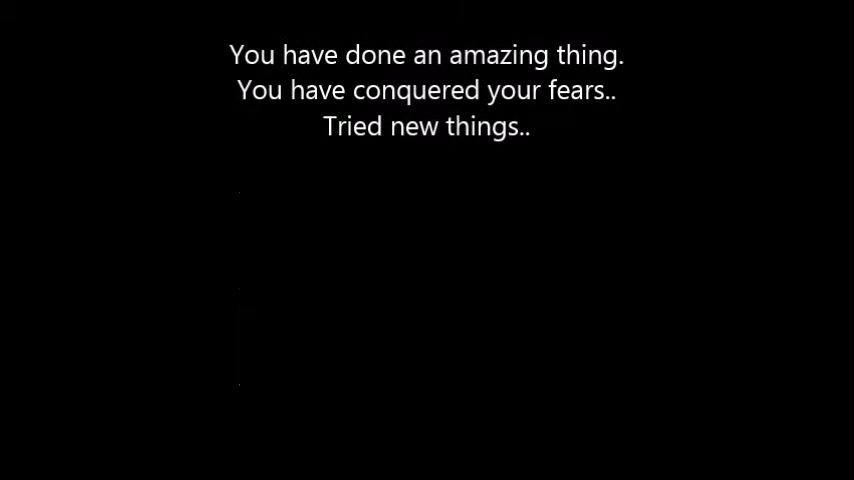 You have done an amazing thing.
You have conquered your fears..
Tried new things..